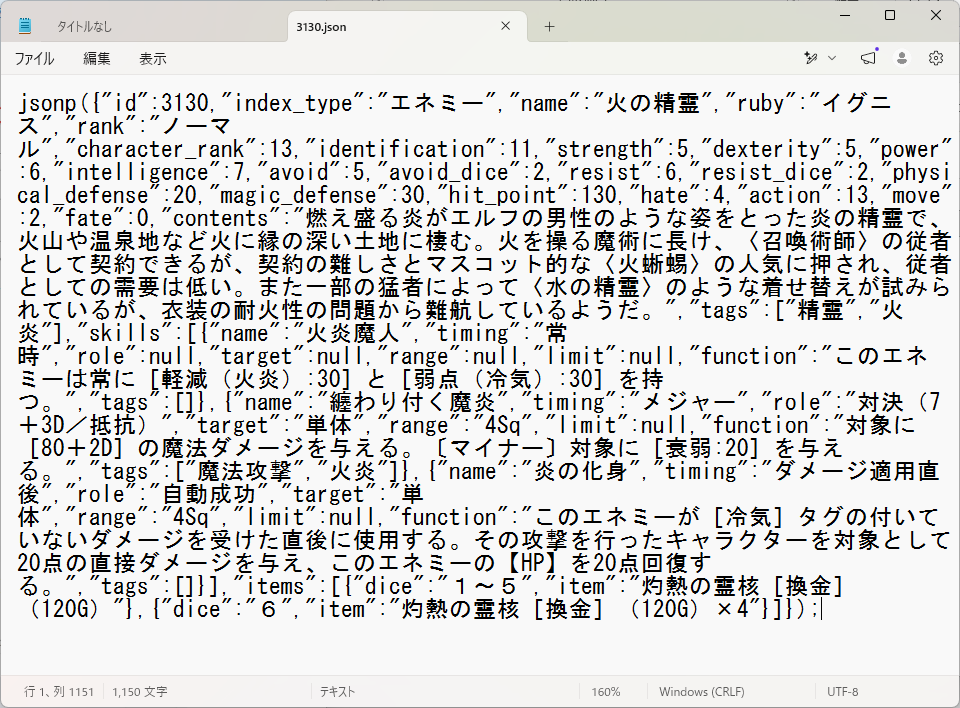 タイトルなし
3130.json
ファイル 編集 表示
jsonp({"id":3130,"index_type":"エネミー","name":"火の精霊","ruby":"イグニ
ス","rank":"ノーマ
ル","character_rank":13,"identification":11,"strength":5,"dexterity":5,"power"
:6,"intelligence":7,"avoid":5,"avoid_dice":2,"resist":6,"resist_dice":2,"physi
cal_defense":20,"magic_defense":30,"hit_point":130,"hate":4,"action":13,"move"
:2,"fate":0,"contents":"燃え盛る炎がエルフの男性のような姿をとった炎の精霊で、
火山や温泉地など火に縁の深い土地に棲む。火を操る魔術に長け、〈召喚術師〉の従者
として契約できるが、契約の難しさとマスコット的な〈火蜥蜴〉の人気に押され、従者
としての需要は低い。また一部の猛者によって〈水の精霊〉のような着せ替えが試みら
れているが、衣装の耐火性の問題から難航しているようだ。","tags":["精霊","火
炎"],"skills":[{"name":"火炎魔人","timing":"常
時","role":null,"target":null,"range":null,"limit":null,"function":"このエネ
ミーは常に［軽減（火炎）:30］と［弱点（冷気）:30］を持
つ。","tags":[]},{"name":"纏わり付く魔炎","timing":"メジャー","role":"対決（7
＋3D／抵抗）","target":"単体","range":"4Sq","limit":null,"function":"対象に
［80＋2D］の魔法ダメージを与える。〔マイナー〕対象に［衰弱:20］を与え
る。","tags":["魔法攻撃","火炎"]},{"name":"炎の化身","timing":"ダメージ適用直
後","role":"自動成功","target":"単
体","range":"4Sq","limit":null,"function":"このエネミーが［冷気］タグの付いて
いないダメージを受けた直後に使用する。その攻撃を行ったキャラクターを対象として
20点の直接ダメージを与え、このエネミーの【HP】を20点回復す
る。","tags":[]}],"items":[{"dice":"１～５","item":"灼熱の霊核［換金］
（120G）"},{"dice":"６","item":"灼熱の霊核［換金］（120G）×4"}]});
行 1、列 1151 1,150 文字 テキスト 160% Windows (CRLF) UTF-8